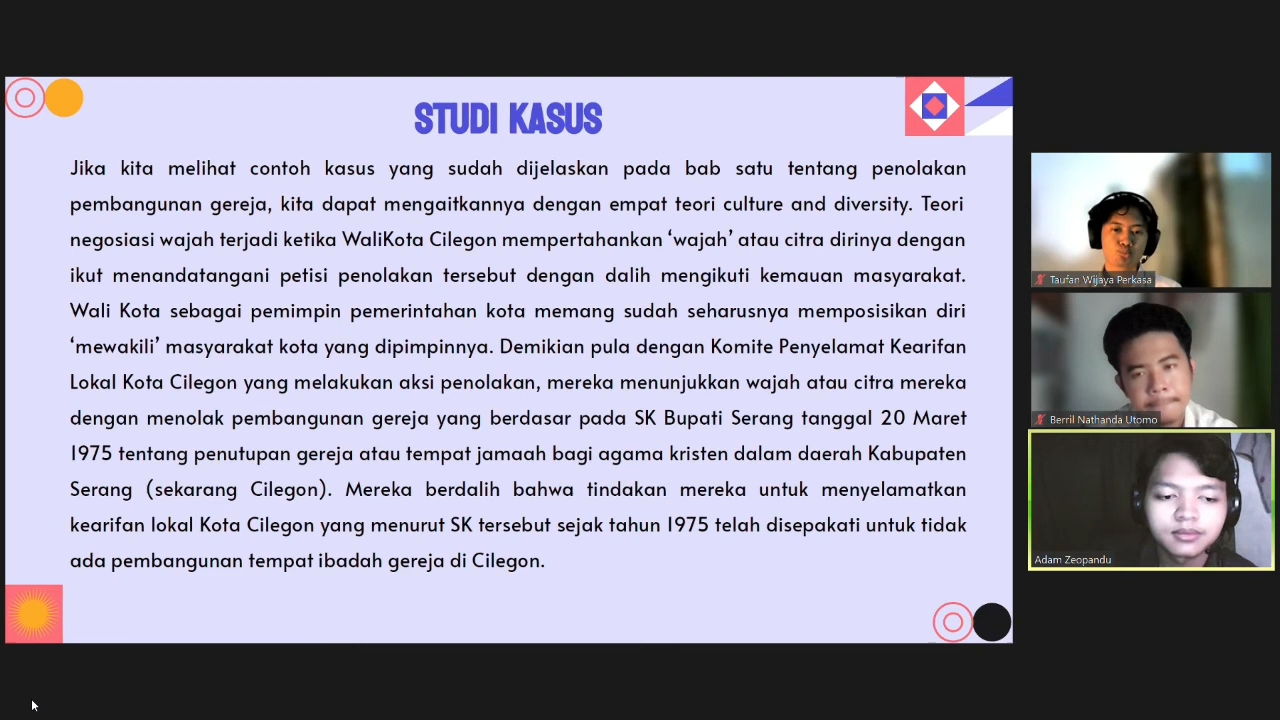 STUDI KASUS
Jika kita melihat contoh kasus yang sudah dijelaskan pada bab satu tentang penolakan
pembangunan gereja, kita dapat mengaitkannya dengan empat teori culture and diversity. Teori
negosiasi wajah terjadi ketika WaliKota Cilegon mempertahankan ‘wajah’ atau citra dirinya dengan
ikut menandatangani petisi penolakan tersebut dengan dalih mengikuti kemauan masyarakat.
Wali Kota sebagai pemimpin pemerintahan kota memang sudah seharusnya memposisikan diri
‘mewakili’ masyarakat kota yang dipimpinnya. Demikian pula dengan Komite Penyelamat Kearifan
Lokal Kota Cilegon yang melakukan aksi penolakan, mereka menunjukkan wajah atau citra mereka
dengan menolak pembangunan gereja yang berdasar pada SK Bupati Serang tanggal 20 Maret
1975 tentang penutupan gereja atau tempat jamaah bagi agama kristen dalam daerah Kabupaten
Serang (sekarang Cilegon). Mereka berdalih bahwa tindakan mereka untuk menyelamatkan
kearifan lokal Kota Cilegon yang menurut SK tersebut sejak tahun 1975 telah disepakati untuk tidak
ada pembangunan tempat ibadah gereja di Cilegon.
Taufan Wijaya Perkasa
Berril Nathanda Utomo
Adam Zeopandu